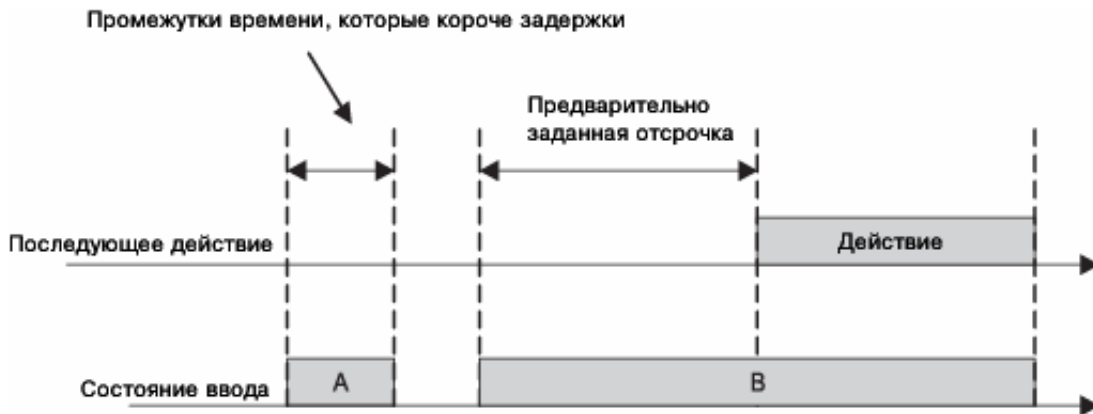 Промежутки времени, которые короче задержки
Предварительно
заданная отсрочка
Последующее действие
Действие
Состояние ввода
A
B